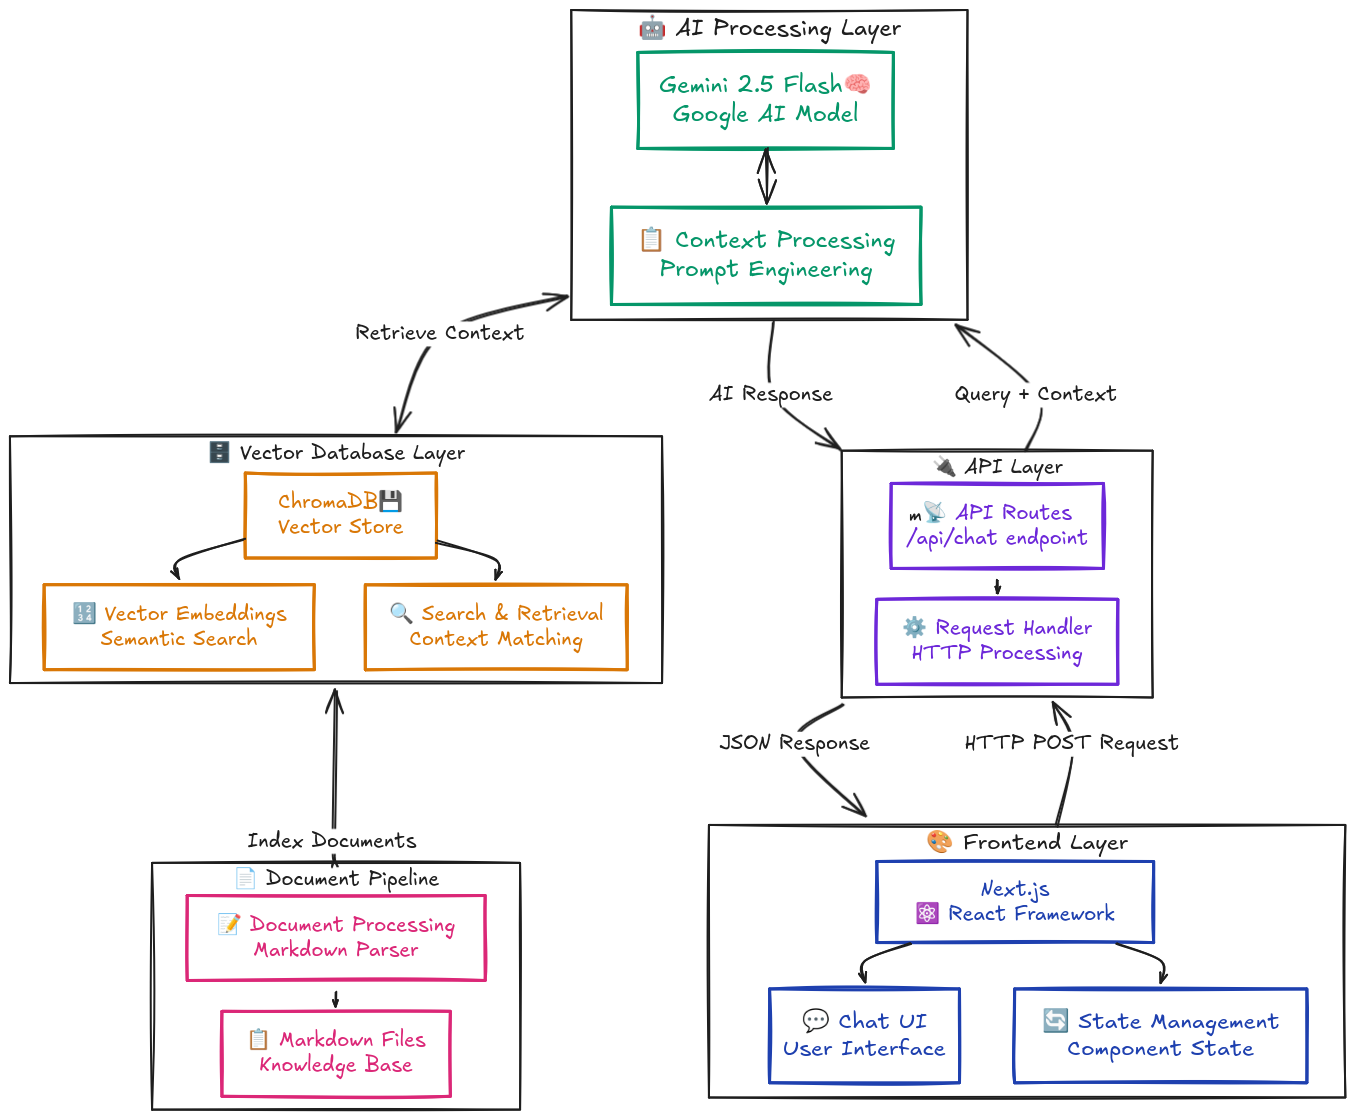 🤖 AI Processing Layer
Gemini 2.5 Flash🧠
Google AI Model
📋 Context Processing
Prompt Engineering
Retrieve Context
AI Response
Query + Context
🗄️ Vector Database Layer
ChromaDB💾
Vector Store
🔢 Vector Embeddings
Semantic Search
🔍 Search & Retrieval
Context Matching
🔌 API Layer
m📡 API Routes
/api/chat endpoint
⚙️ Request Handler
HTTP Processing
JSON Response
HTTP POST Request
Index Documents
📄 Document Pipeline
📝 Document Processing
Markdown Parser
📋 Markdown Files
Knowledge Base
🎨 Frontend Layer
Next.js
⚛️ React Framework
💬 Chat UI
User Interface
🔄 State Management
Component State